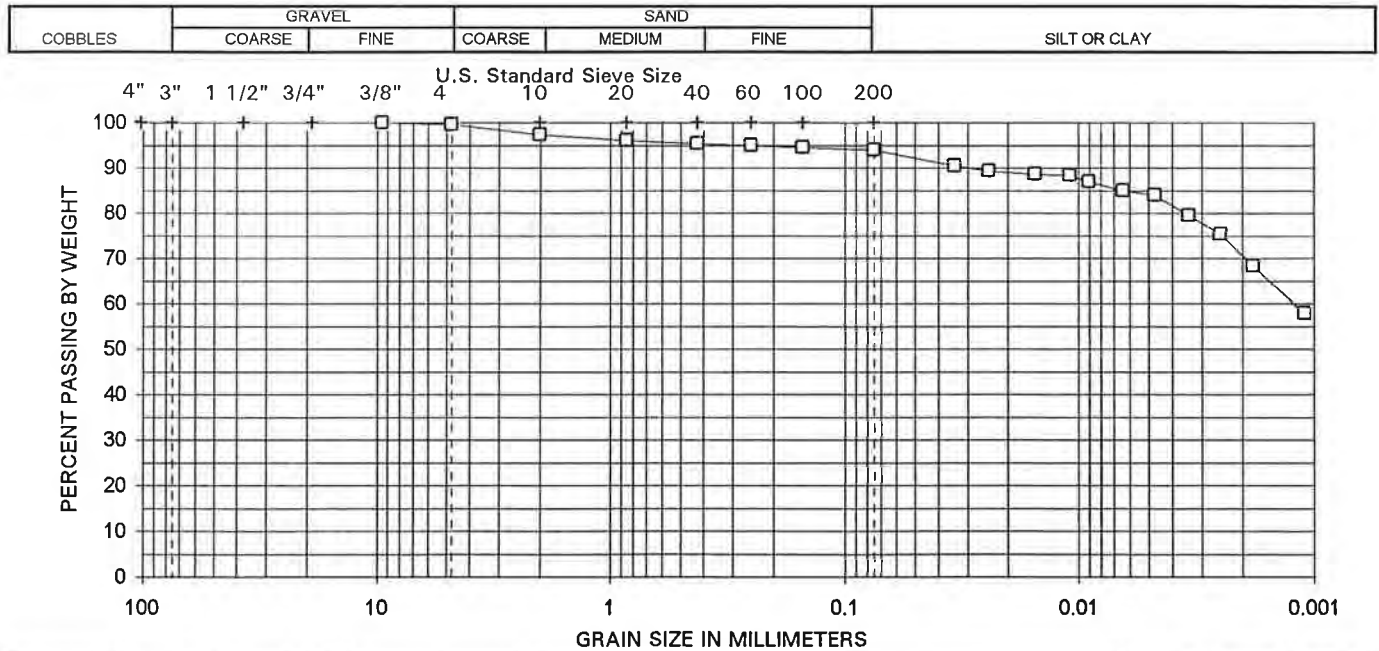 GRAVEL SAND
COBBLES COARSE FINE COARSE MEDIUM FINE SILT OR CLAY
U.S. Standard Sieve Size
4" 3" 1 1/2" 3/4" 3/8" 4 10 20 40 60 100 200
PERCENT PASSING BY WEIGHT
100
90
80
70
60
50
40
30
20
10
0
100 10 1 0.1 0.01 0.001
GRAIN SIZE IN MILLIMETERS